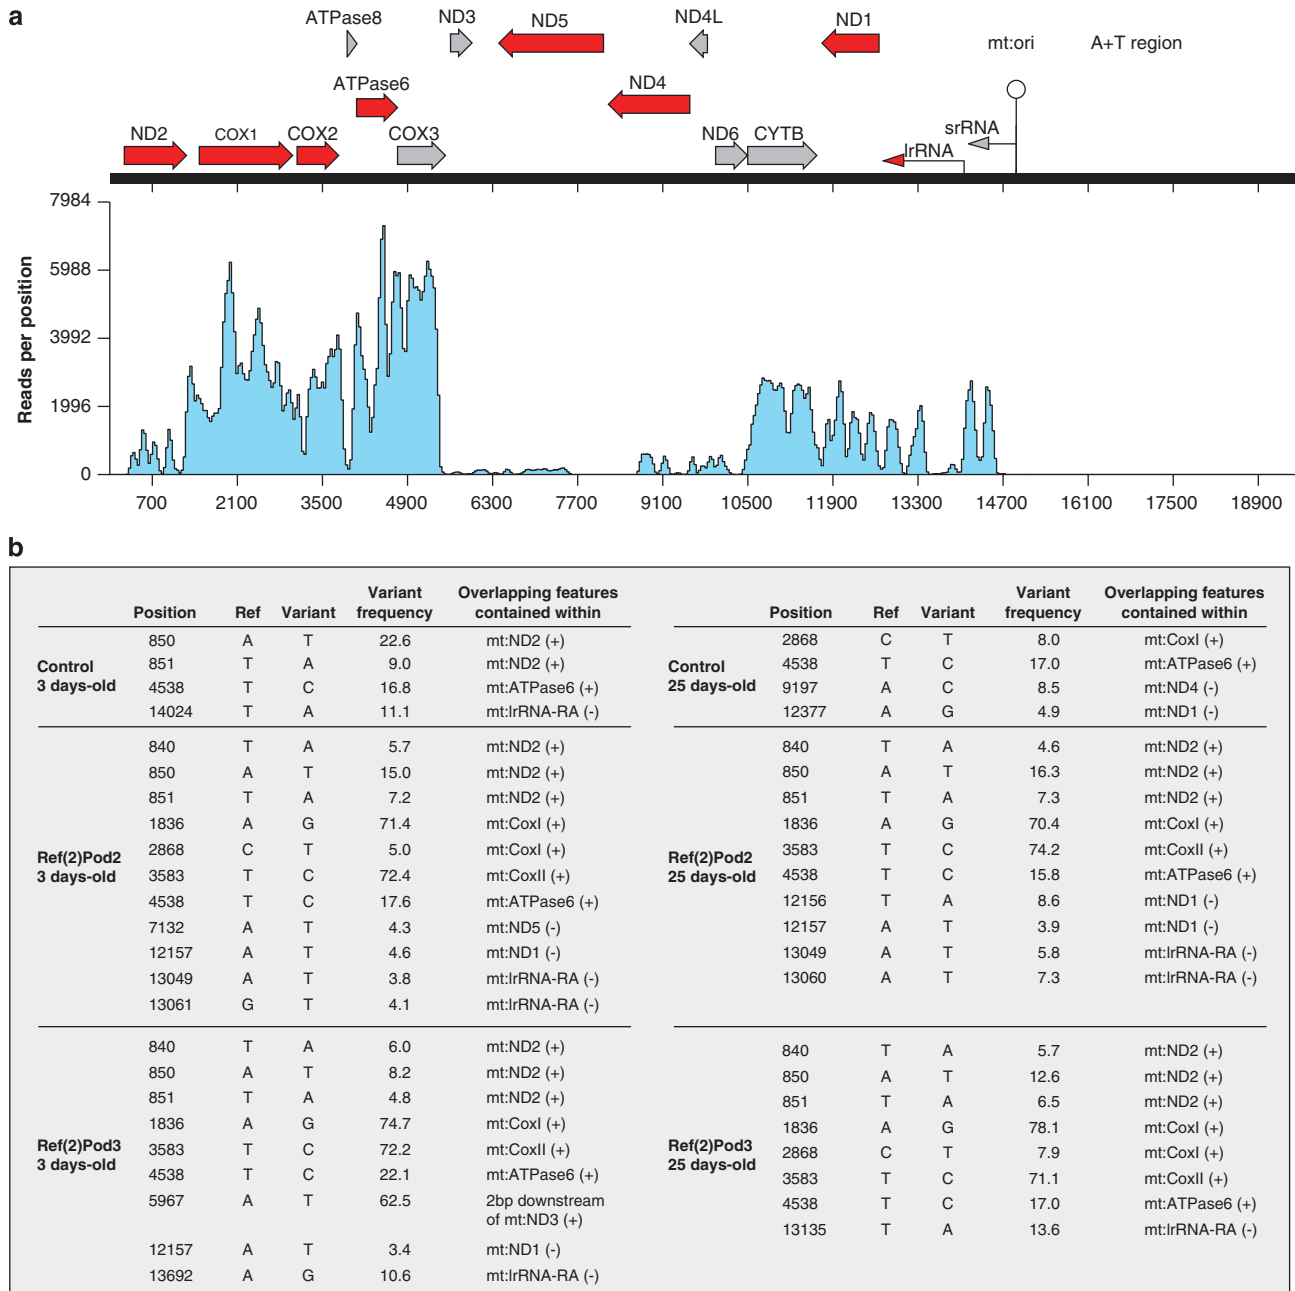 a
ATPase8
ND3
ND5
ND4L
ND1
mt:ori
A+T region
ATPase6
ND4
ND2
COX1
COX2
COX3
ND6
CYTB
lrRNA
srRNA
Reads per position
7984
5988
3992
1996
0
700 2100 3500 4900 6300 7700 9100 10500 11900 13300 14700 16100 17500 18900
b
Position Ref Variant Variant frequency Overlapping features contained within
Control 3 days-old
850 A T 22.6 mt:ND2 (+)
851 T A 9.0 mt:ND2 (+)
4538 T C 16.8 mt:ATPase6 (+)
14024 T A 11.1 mt:lrRNA-RA (-)
Ref(2)Pod2 3 days-old
840 T A 5.7 mt:ND2 (+)
850 A T 15.0 mt:ND2 (+)
851 T A 7.2 mt:ND2 (+)
1836 A G 71.4 mt:CoxI (+)
2868 C T 5.0 mt:CoxI (+)
3583 T C 72.4 mt:CoxII (+)
4538 T C 17.6 mt:ATPase6 (+)
7132 A T 4.3 mt:ND5 (-)
12157 A T 4.6 mt:ND1 (-)
13049 A T 3.8 mt:lrRNA-RA (-)
13061 G T 4.1 mt:lrRNA-RA (-)
Ref(2)Pod3 3 days-old
840 T A 6.0 mt:ND2 (+)
850 A T 8.2 mt:ND2 (+)
851 T A 4.8 mt:ND2 (+)
1836 A G 74.7 mt:CoxI (+)
3583 T C 72.2 mt:CoxII (+)
4538 T C 22.1 mt:ATPase6 (+)
5967 A T 62.5 2bp downstream
of mt:ND3 (+)
12157 A T 3.4 mt:ND1 (-)
13692 A G 10.6 mt:lrRNA-RA (-)
Position Ref Variant Variant frequency Overlapping features contained within
Control 25 days-old
2868 C T 8.0 mt:CoxI (+)
4538 T C 17.0 mt:ATPase6 (+)
9197 A C 8.5 mt:ND4 (-)
12377 A G 4.9 mt:ND1 (-)
Ref(2)Pod2 25 days-old
840 T A 4.6 mt:ND2 (+)
850 A T 16.3 mt:ND2 (+)
851 T A 7.3 mt:ND2 (+)
1836 A G 70.4 mt:CoxI (+)
3583 T C 74.2 mt:CoxII (+)
4538 T C 15.8 mt:ATPase6 (+)
12156 T A 8.6 mt:ND1 (-)
12157 A T 3.9 mt:ND1 (-)
13049 A T 5.8 mt:lrRNA-RA (-)
13060 A T 7.3 mt:lrRNA-RA (-)
Ref(2)Pod3 25 days-old
840 T A 5.7 mt:ND2 (+)
850 A T 12.6 mt:ND2 (+)
851 T A 6.5 mt:ND2 (+)
1836 A G 78.1 mt:CoxI (+)
2868 C T 7.9 mt:CoxI (+)
3583 T C 71.1 mt:CoxII (+)
4538 T C 17.0 mt:ATPase6 (+)
13135 T A 13.6 mt:lrRNA-RA (-)